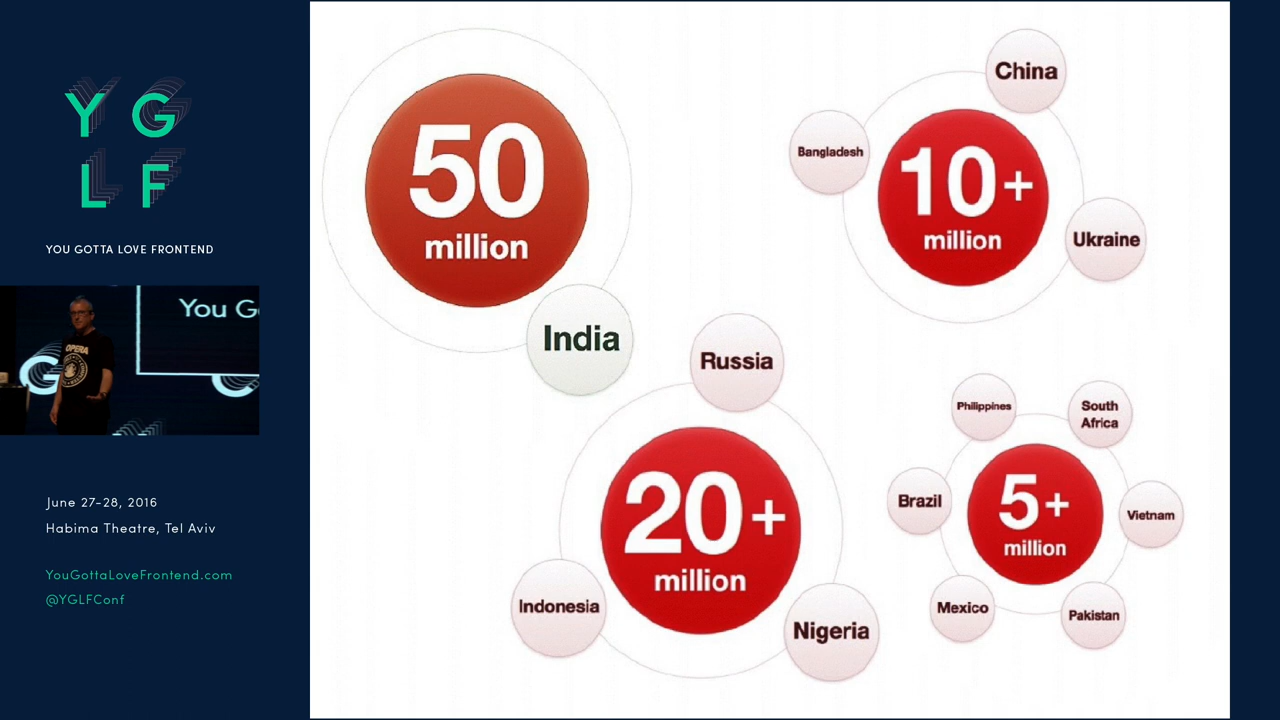 Y G
L F
YOU GOTTA LOVE FRONTEND
You G
OPERA
G
June 27-28, 2016
Habima Theatre, Tel Aviv
YouGottaLoveFrontend.com
@YGLFConf
50
million
India
China
Bangladesh
10+
million
Ukraine
Russia
20+
million
Indonesia
Nigeria
Philippines
South
Africa
Brazil
5+
million
Vietnam
Mexico
Pakistan